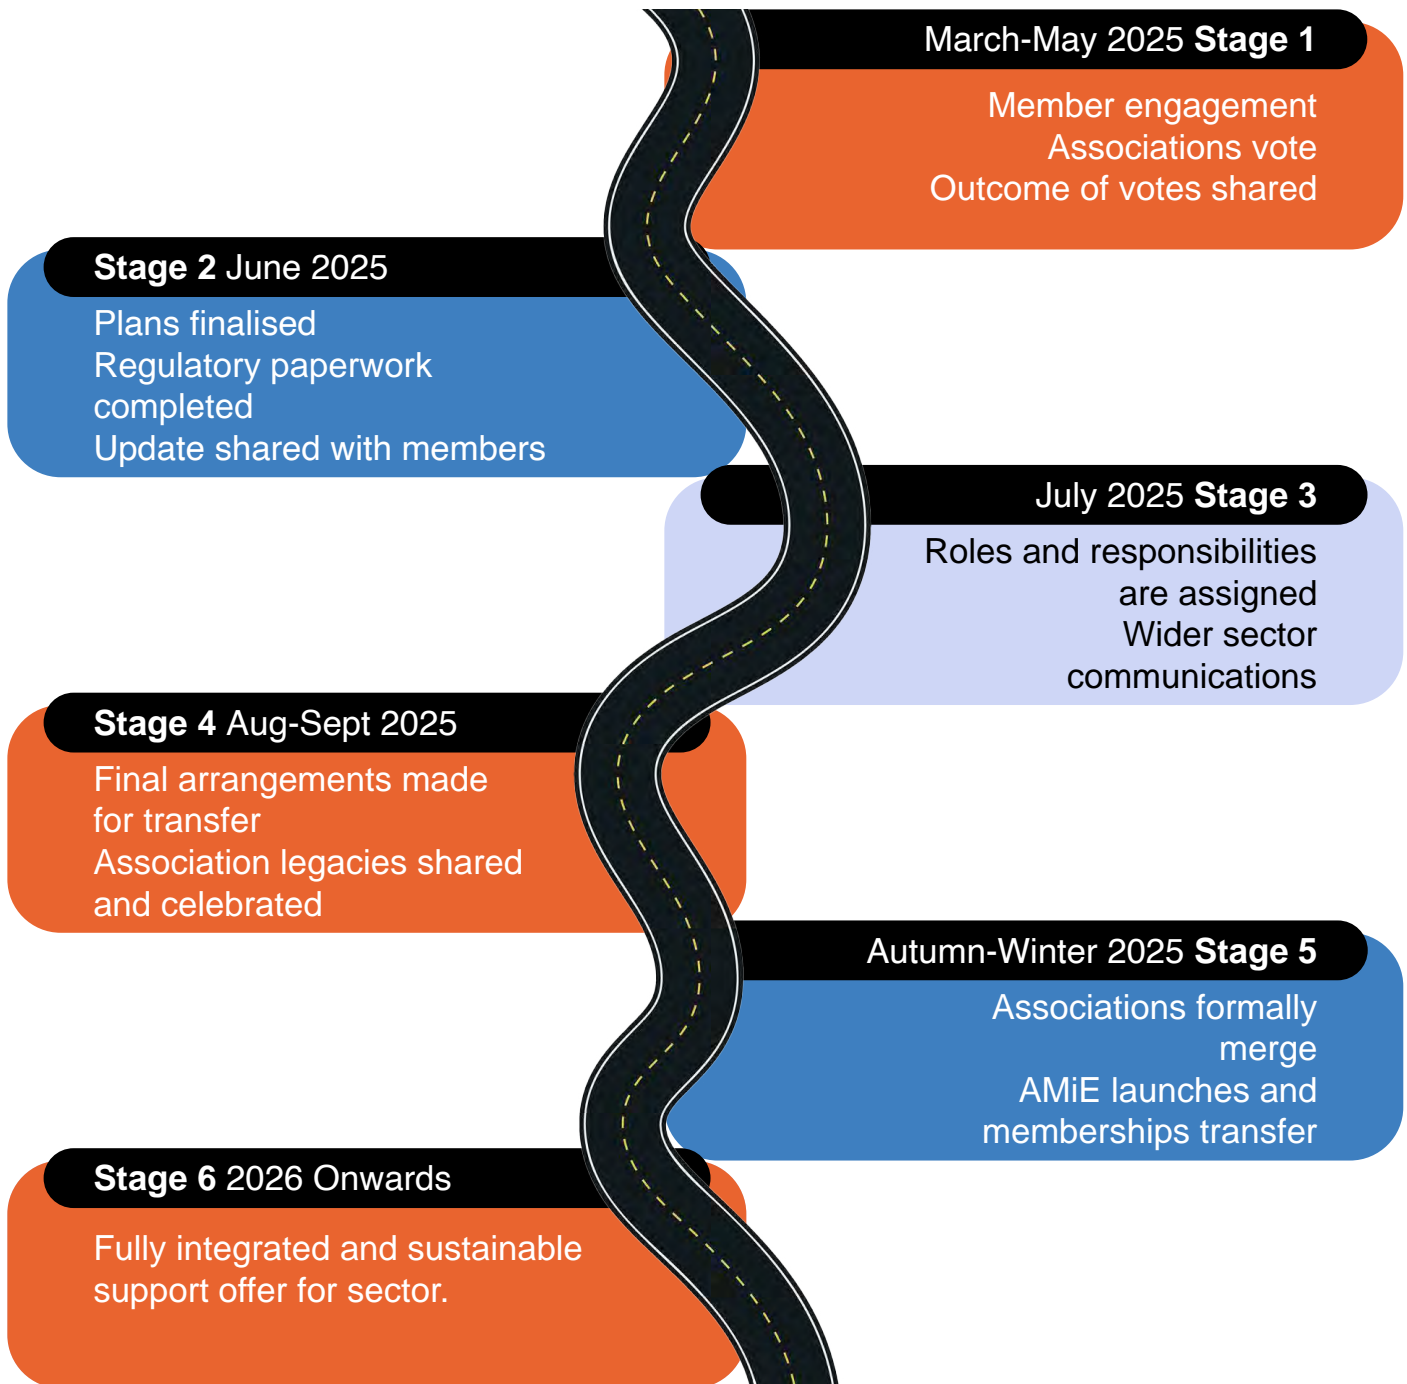 March-May 2025 Stage 1
Member engagement
Associations vote
Outcome of votes shared
Stage 2 June 2025
Plans finalised
Regulatory paperwork
completed
Update shared with members
July 2025 Stage 3
Roles and responsibilities
are assigned
Wider sector
communications
Stage 4 Aug-Sept 2025
Final arrangements made
for transfer
Association legacies shared
and celebrated
Autumn-Winter 2025 Stage 5
Associations formally
merge
AMiE launches and
memberships transfer
Stage 6 2026 Onwards
Fully integrated and sustainable
support offer for sector.